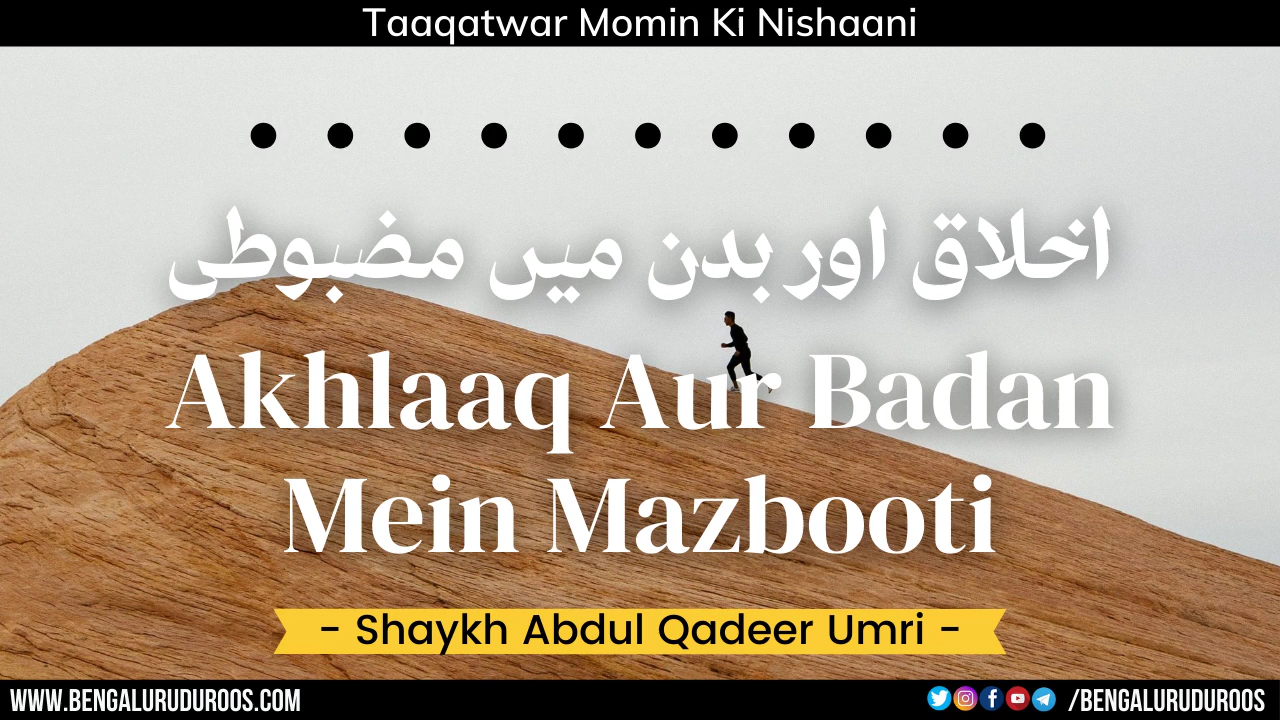 Taaqatwar Momin Ki Nishaani
اخلاق اور بدن میں مضبوطی
Akhlaaq Aur Badan
Mein Mazbooti
- Shaykh Abdul Qadeer Umri -
WWW.BENGALURUDUROOS.COM
/BENGALURUDUROOS